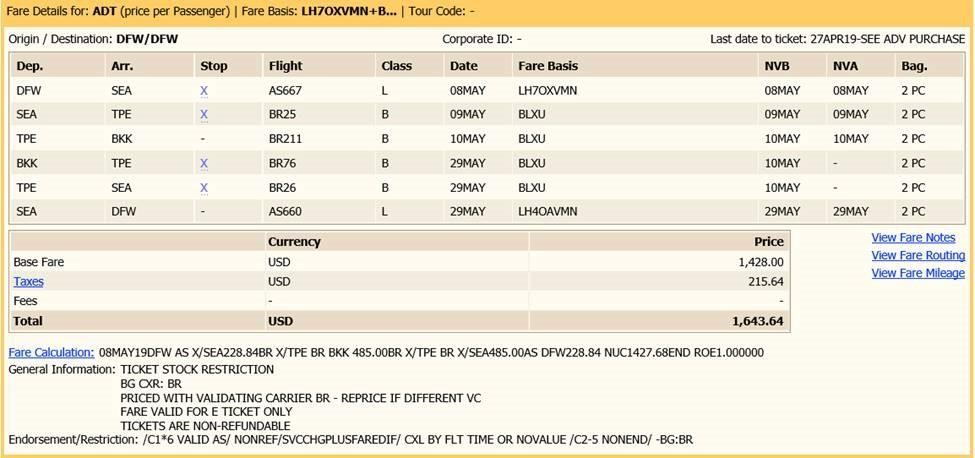 Fare Details for: ADT (price per Passenger) | Fare Basis: LH7OXVMN+B... | Tour Code: -
Origin / Destination: DFW/DFW Corporate ID: - Last date to ticket: 27APR19-SEE ADV PURCHASE
Dep. Arr. Stop Flight Class Date Fare Basis NVB NVA Bag.
DFW SEA X AS667 L 08MAY LH7OXVMN 08MAY 08MAY 2 PC
SEA TPE X BR25 B 09MAY BLXU 09MAY 09MAY 2 PC
TPE BKK - BR211 B 10MAY BLXU 10MAY 10MAY 2 PC
BKK TPE X BR76 B 29MAY BLXU 10MAY - 2 PC
TPE SEA X BR26 B 29MAY BLXU 10MAY - 2 PC
SEA DFW - AS660 L 29MAY LH4OAVMN 29MAY 29MAY 2 PC
Currency Price
Base Fare USD 1,428.00
Taxes USD 215.64
Fees - -
Total USD 1,643.64
View Fare Notes
View Fare Routing
View Fare Mileage
Fare Calculation: 08MAY19DFW AS X/SEA228.84BR X/TPE BR BKK 485.00BR X/TPE BR X/SEA485.00AS DFW228.84 NUC1427.68END ROE1.000000
General Information: TICKET STOCK RESTRICTION
BG CXR: BR
PRICED WITH VALIDATING CARRIER BR - REPRICE IF DIFFERENT VC
FARE VALID FOR E TICKET ONLY
TICKETS ARE NON-REFUNDABLE
Endorsement/Restriction: /C1*6 VALID AS/ NONREF/SVCCHGPLUSFAREDIF/ CXL BY FLT TIME OR NOVALUE /C2-5 NONEND/ -BG:BR